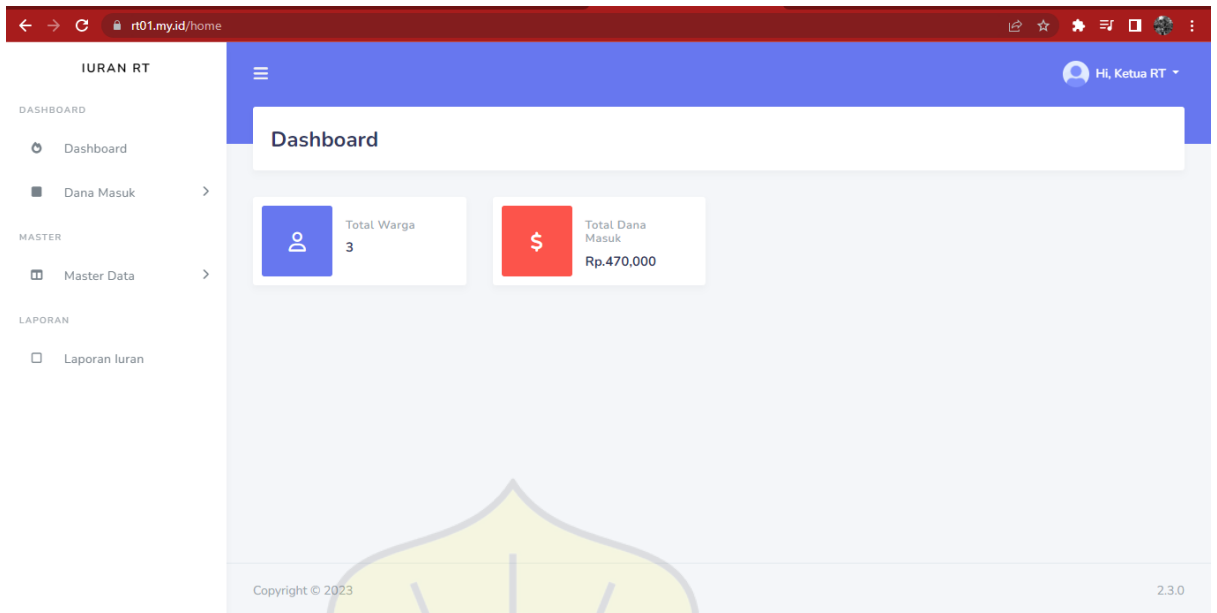 rt01.my.id/home
IURAN RT
Hi, Ketua RT
DASHBOARD
Dashboard
Dana Masuk
MASTER
Master Data
LAPORAN
Laporan Iuran
Dashboard
Total Warga
3
Total Dana
Masuk
Rp.470,000
Copyright © 2023
2.3.0